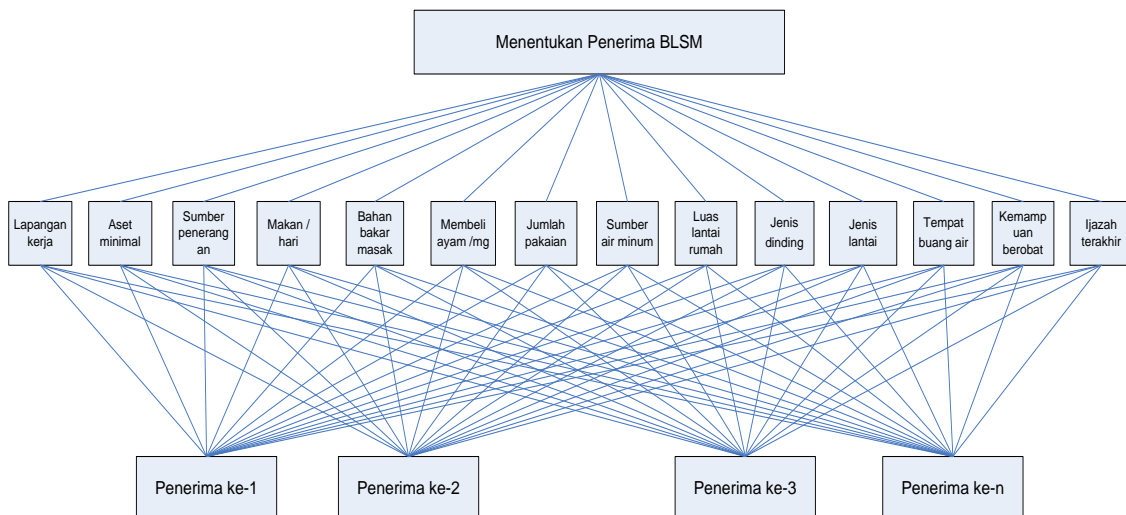 Menentukan Penerima BLSM
Lapangan
kerja
Aset
minimal
Sumber
penerang
an
Makan /
hari
Bahan
bakar
masak
Membeli
ayam /mg
Jumlah
pakaian
Sumber
air minum
Luas
lantai
rumah
Jenis
dinding
Jenis
lantai
Tempat
buang air
Kemamp
uan
berobat
Ijazah
terakhir
Penerima ke-1
Penerima ke-2
Penerima ke-3
Penerima ke-n